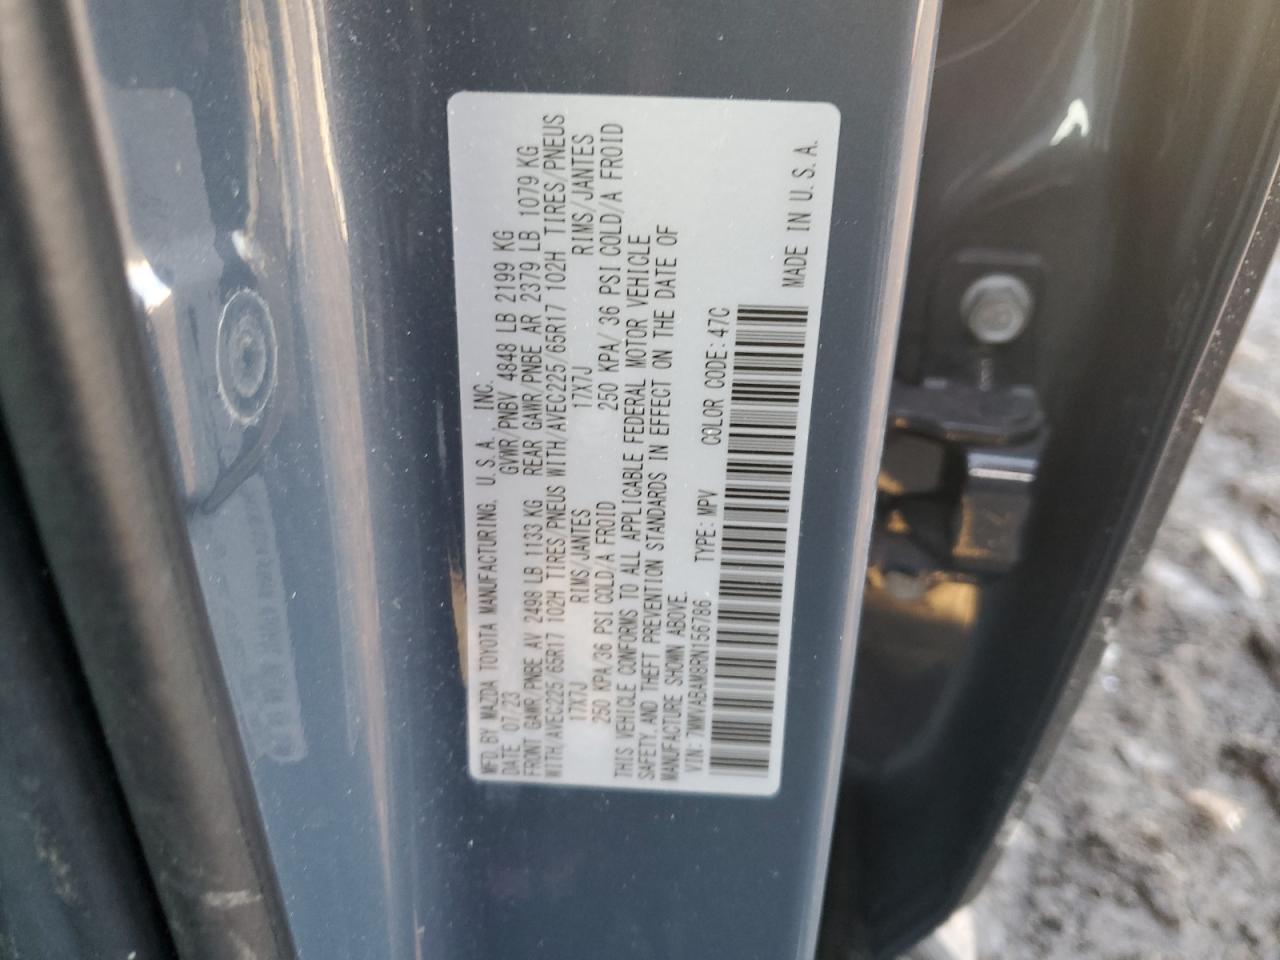 MFD. BY MAZDA TOYOTA MANUFACTURING, U.S.A., INC.
DATE 07/23 GVWR/PNBV 4848 LB 2199 KG
FRONT GAWR/PNBE AV 2498 LB 1133 KG REAR GAWR/PNBE AR 2379 LB 1079 KG
WITH/AVEC225/65R17 102H TIRES/PNEUS WITH/AVEC225/65R17 102H TIRES/PNEUS
17X7J RIMS/JANTES 17X7J RIMS/JANTES
250 KPA/36 PSI COLD/A FROID 250 KPA/ 36 PSI COLD/A FROID
THIS VEHICLE CONFORMS TO ALL APPLICABLE FEDERAL MOTOR VEHICLE
SAFETY, AND THEFT PREVENTION STANDARDS IN EFFECT ON THE DATE OF
MANUFACTURE SHOWN ABOVE.
VIN: 7MMVABAM8RN156786 TYPE: MPV COLOR CODE: 47C
MADE IN U.S.A.